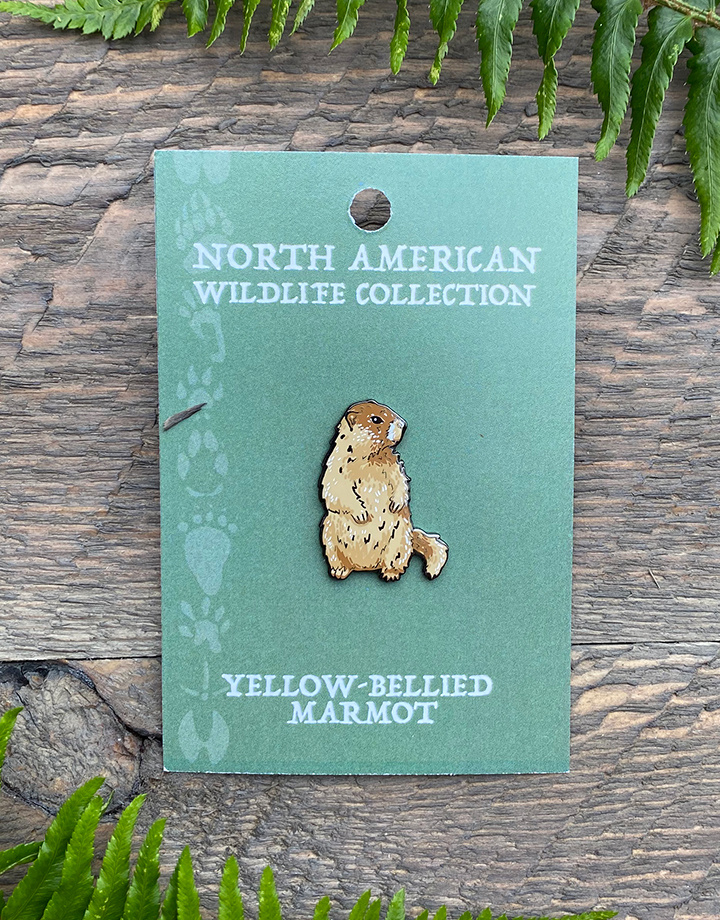 NORTH AMERICAN
WILDLIFE COLLECTION
YELLOW-BELLIED
MARMOT